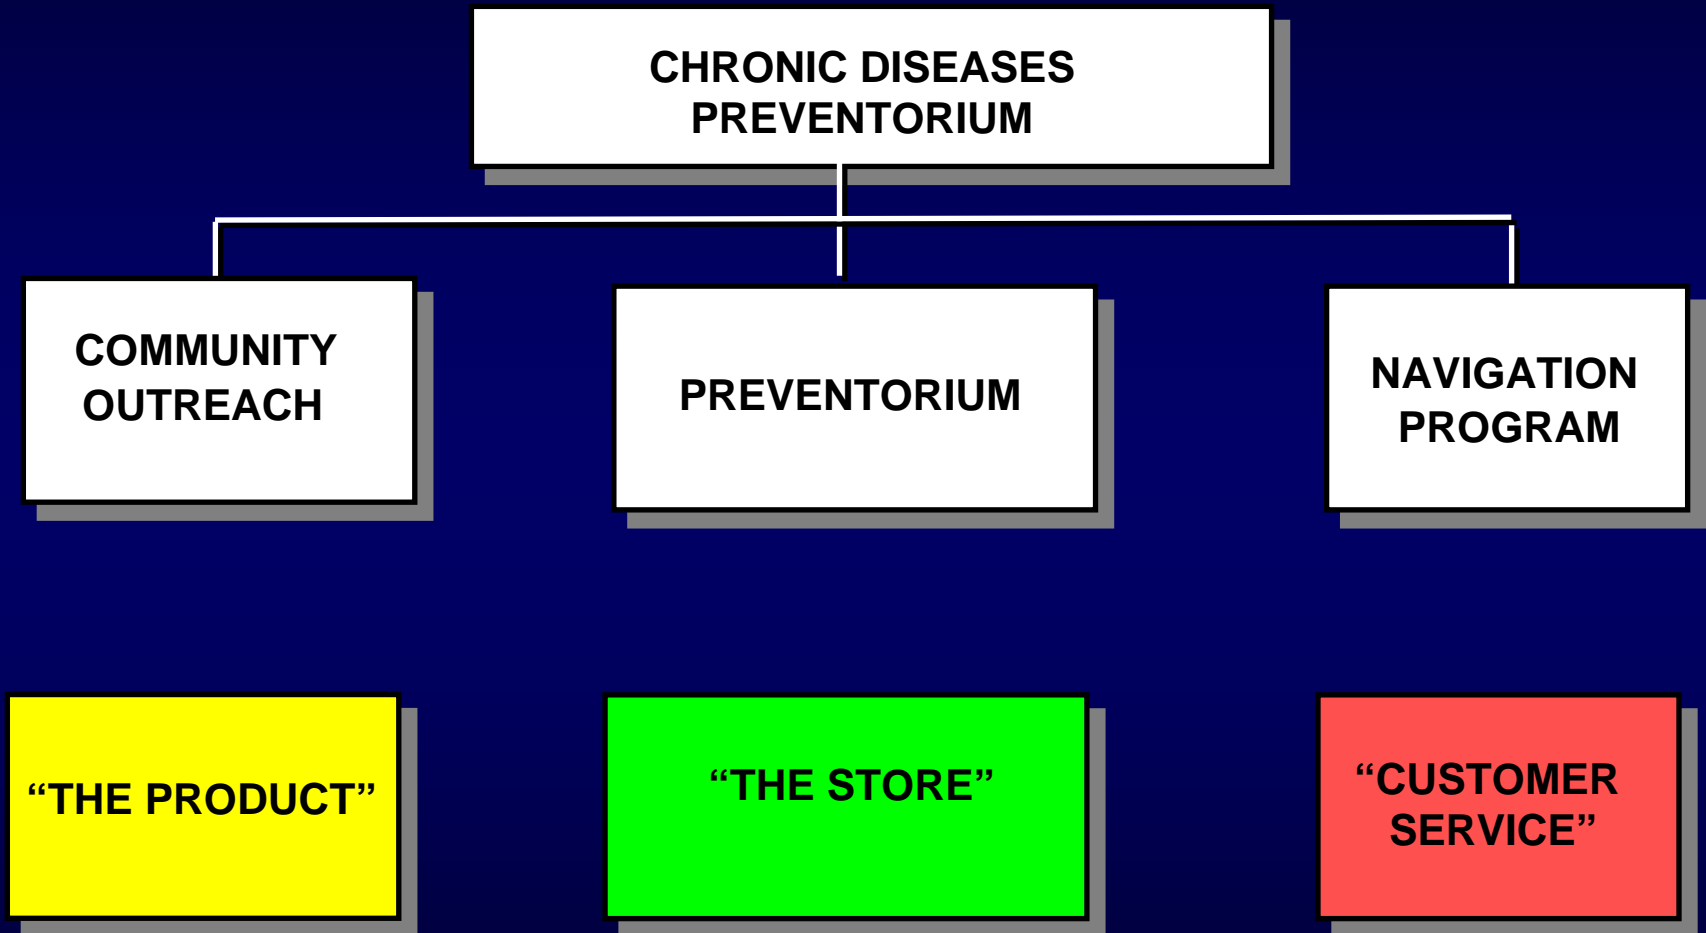 CHRONIC DISEASES
PREVENTORIUM
COMMUNITY
OUTREACH
PREVENTORIUM
NAVIGATION
PROGRAM
“THE PRODUCT”
“THE STORE”
“CUSTOMER
SERVICE”